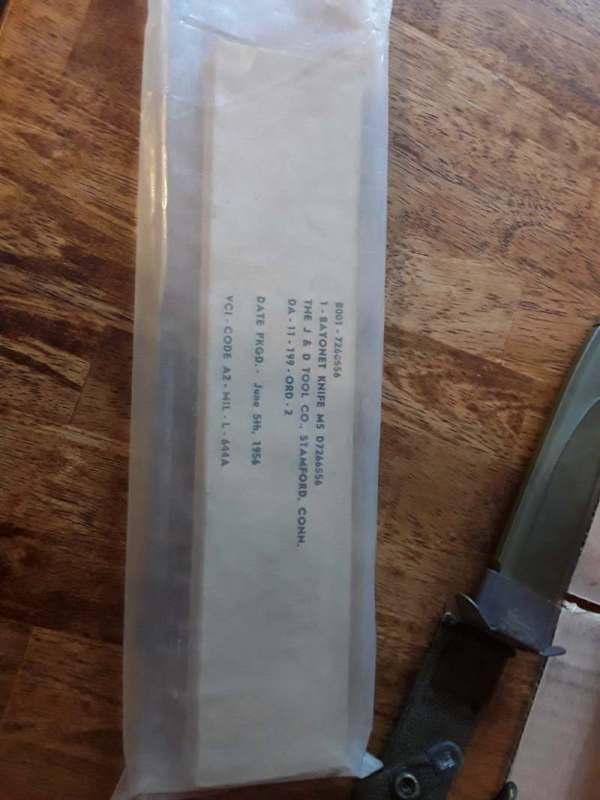 B001 - 7266556
1 - BAYONET KNIFE M5 D7266556
THE J & D TOOL CO., STAMFORD, CONN.
DA - 11 - 199 - ORD - 2
DATE PKGD. - June 5th, 1956
VCI - CODE A2 - MIL - L - 644A